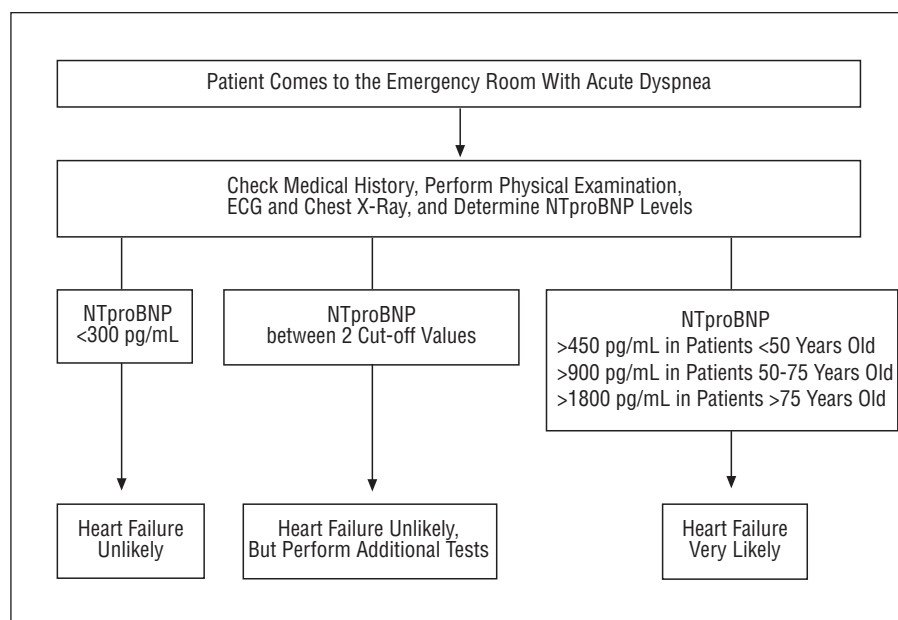 Patient Comes to the Emergency Room With Acute Dyspnea
Check Medical History, Perform Physical Examination,
ECG and Chest X-Ray, and Determine NTproBNP Levels
NTproBNP
<300 pg/mL
NTproBNP
between 2 Cut-off Values
NTproBNP
>450 pg/mL in Patients <50 Years Old
>900 pg/mL in Patients 50-75 Years Old
>1800 pg/mL in Patients >75 Years Old
Heart Failure
Unlikely
Heart Failure Unlikely,
But Perform Additional Tests
Heart Failure
Very Likely